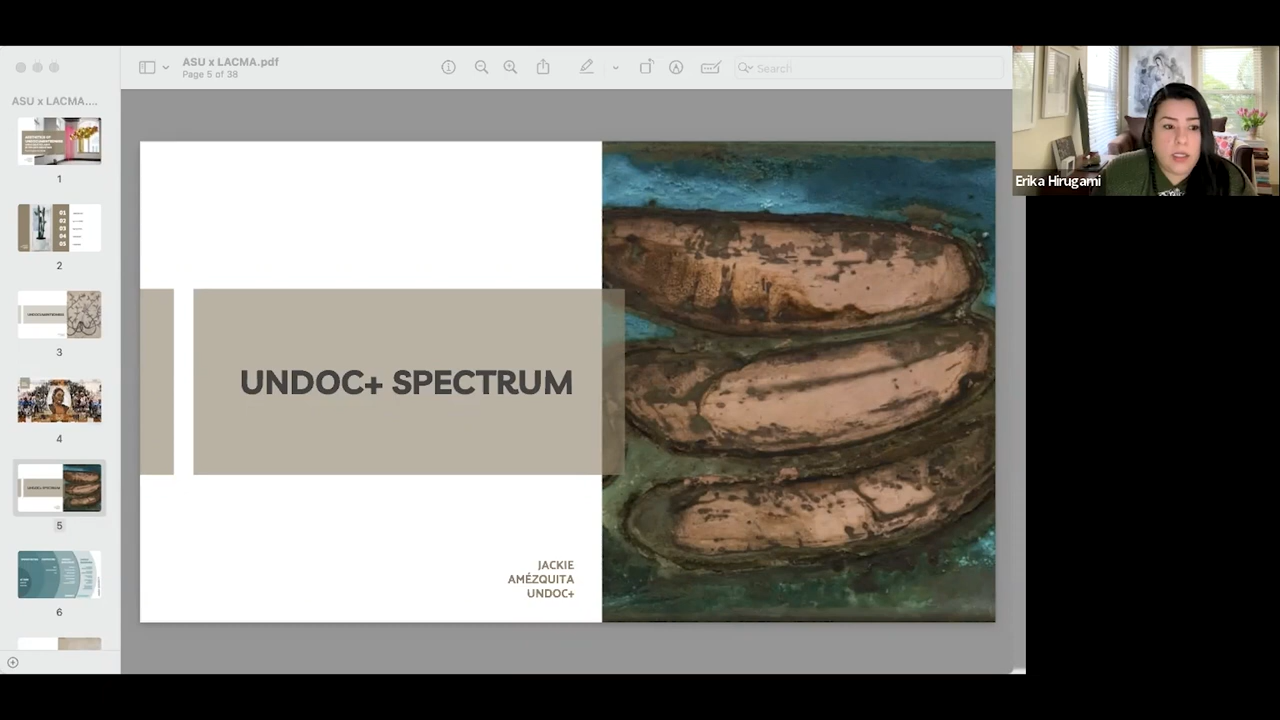 ASU x LACMA.pdf
Page 5 of 38
Search
ASU x LACMA....
1
2
3
4
5
6
UNDOC+ SPECTRUM
JACKIE
AMÉZQUITA
UNDOC+
Erika Hirugami